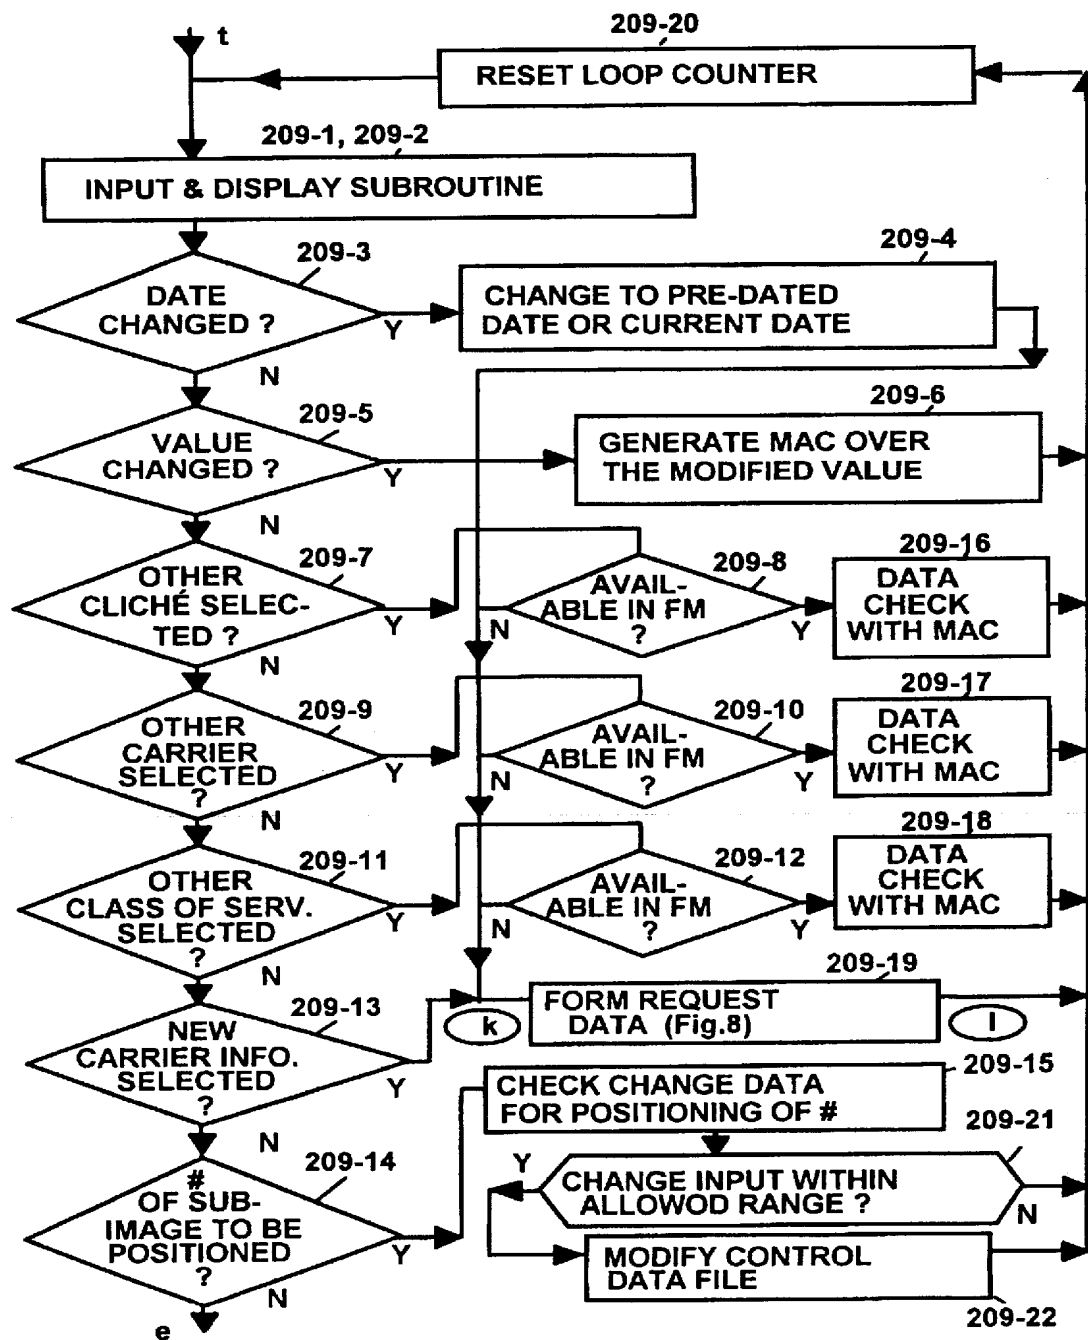 t
209-20
RESET LOOP COUNTER
209-1, 209-2
INPUT & DISPLAY SUBROUTINE
209-3
DATE
CHANGED ?
Y
N
209-4
CHANGE TO PRE-DATED
DATE OR CURRENT DATE
209-5
VALUE
CHANGED ?
Y
N
209-6
GENERATE MAC OVER
THE MODIFIED VALUE
209-7
OTHER
CLICHÉ SELEC-
TED ?
Y
N
209-8
AVAIL-
ABLE IN FM
?
N
Y
209-16
DATA
CHECK
WITH MAC
209-9
OTHER
CARRIER
SELECTED
?
Y
N
209-10
AVAIL-
ABLE IN FM
?
N
Y
209-17
DATA
CHECK
WITH MAC
209-11
OTHER
CLASS OF SERV.
SELECTED
?
Y
N
209-12
AVAIL-
ABLE IN FM
?
N
Y
209-18
DATA
CHECK
WITH MAC
209-13
NEW
CARRIER INFO.
SELECTED
?
Y
N
209-19
k
FORM REQUEST
DATA (Fig.8)
l
209-14
#
OF SUB-
IMAGE TO BE
POSITIONED
?
Y
N
209-15
CHECK CHANGE DATA
FOR POSITIONING OF #
209-21
CHANGE INPUT WITHIN
ALLOWOD RANGE ?
Y
N
MODIFY CONTROL
DATA FILE
209-22
e